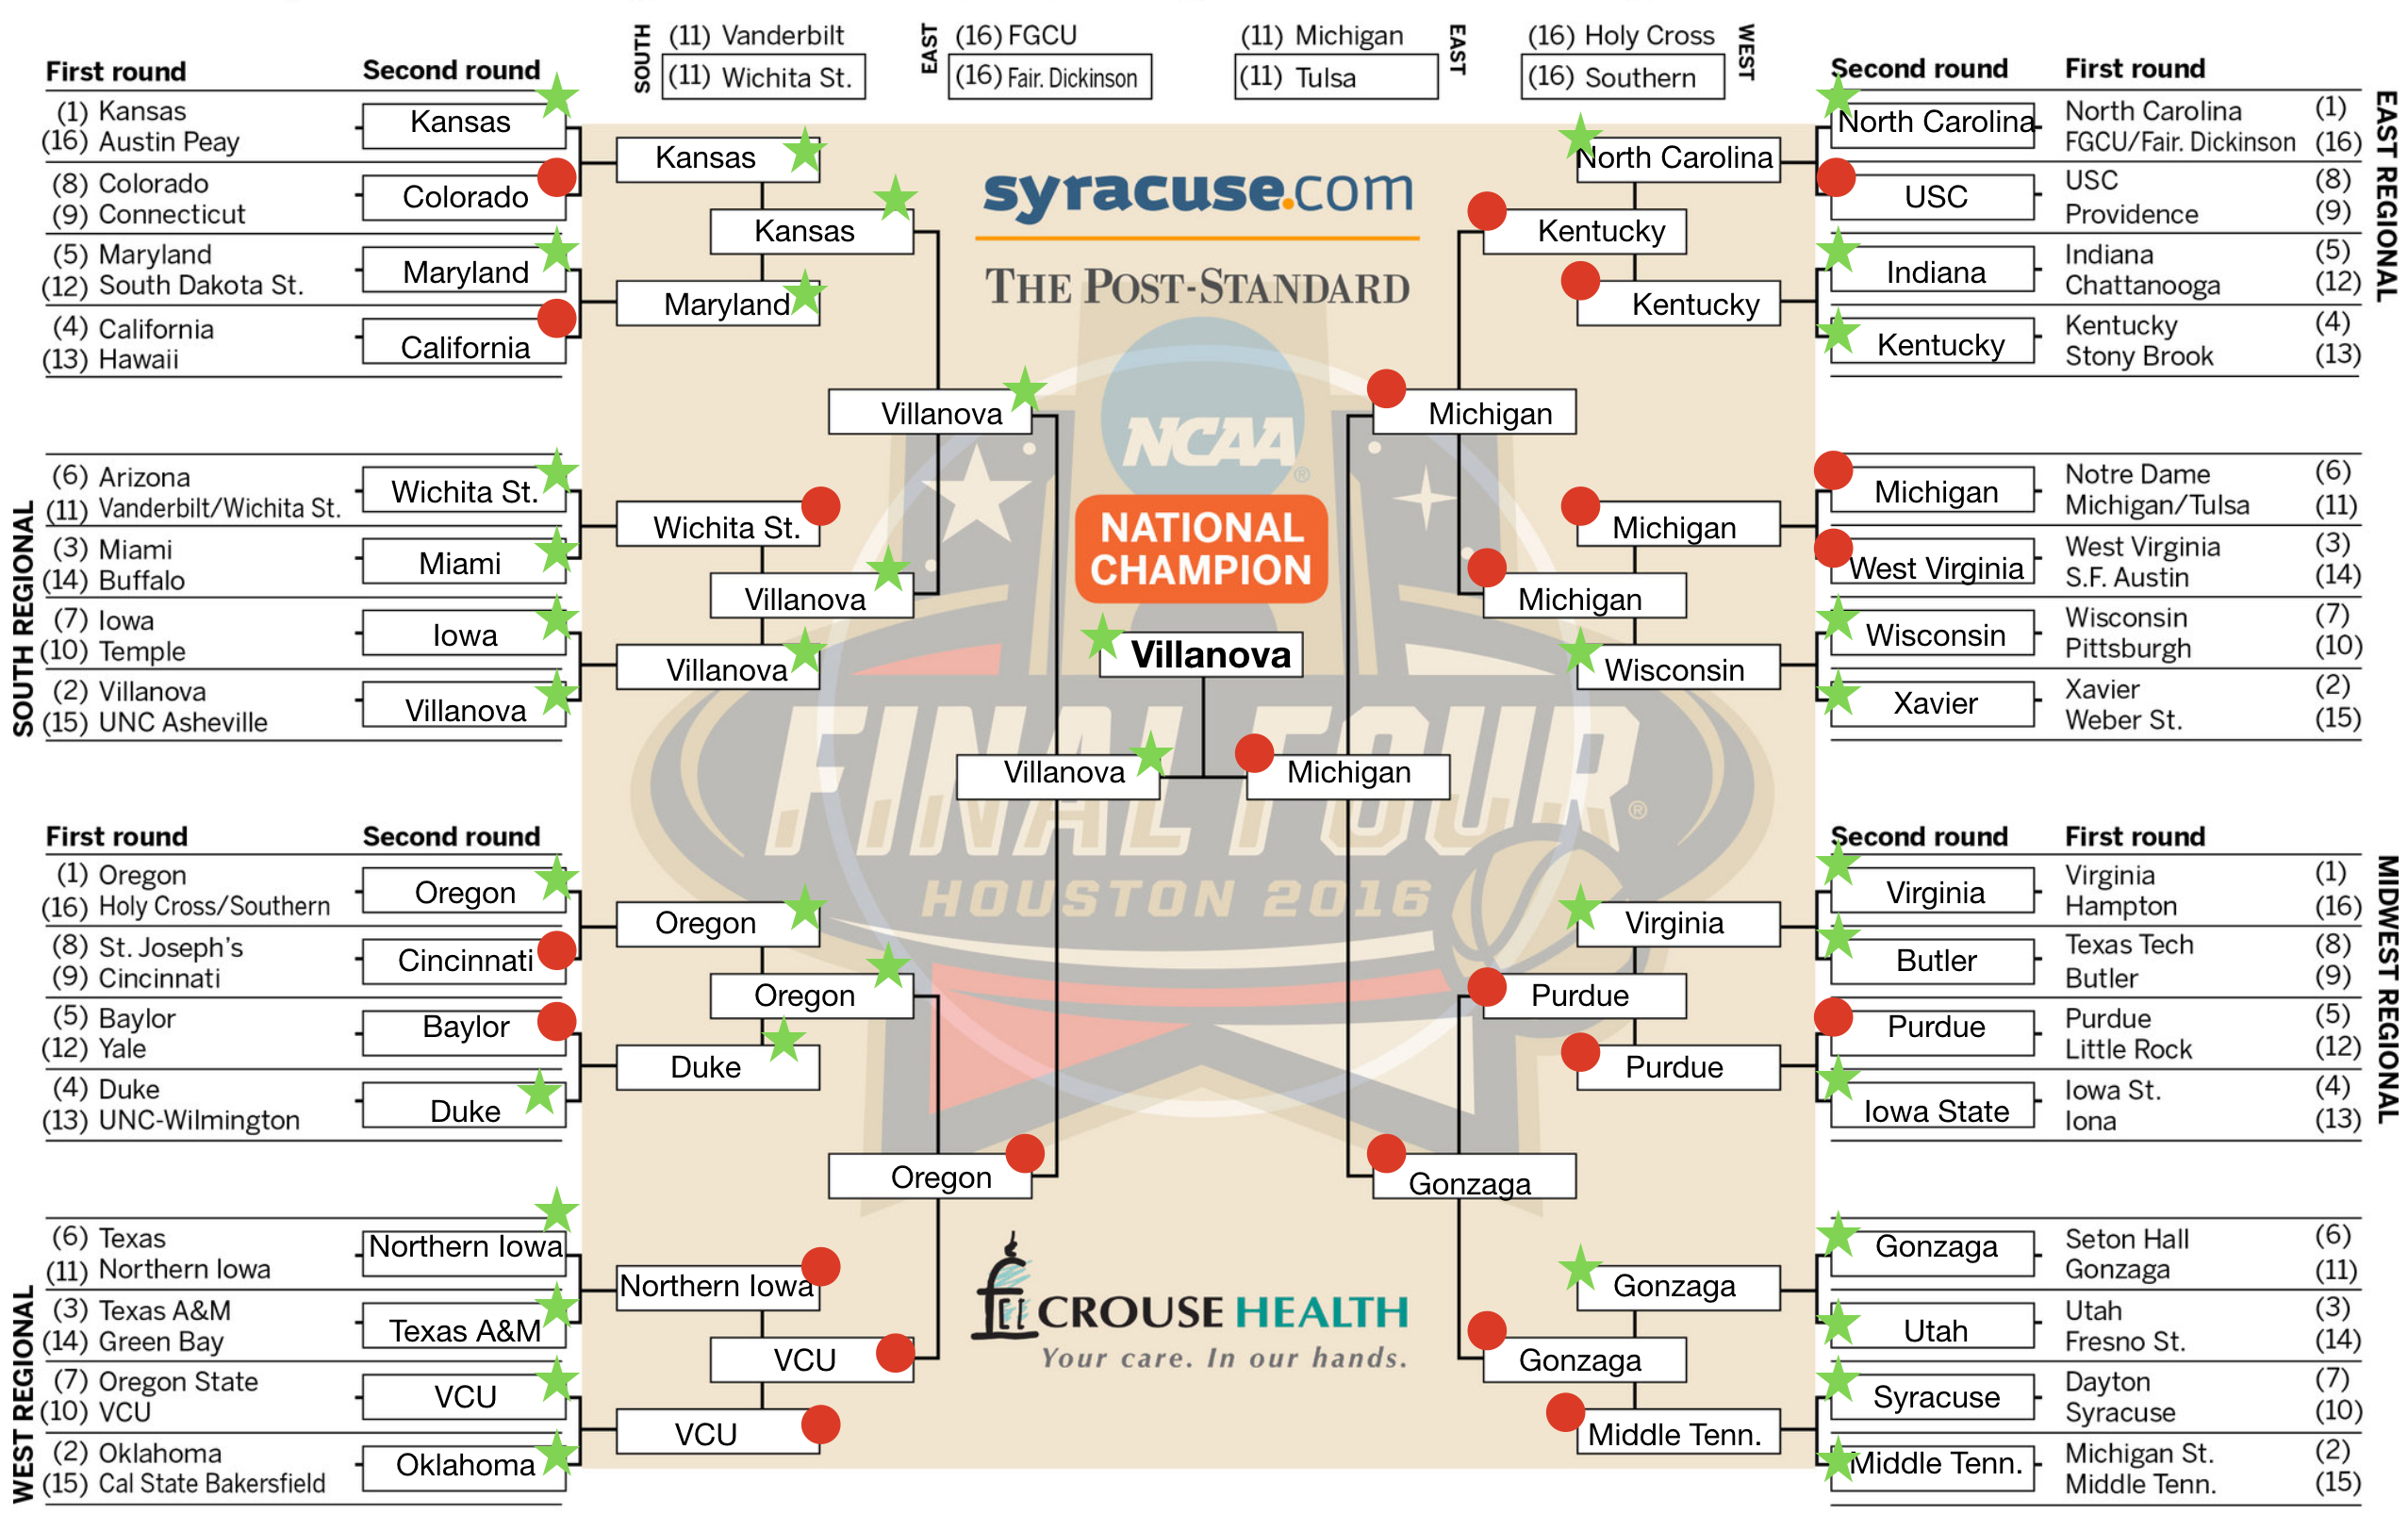 SOUTH
(11) Vanderbilt
(11) Wichita St.
EAST
(16) FGCU
(16) Fair. Dickinson
(11) Michigan
(11) Tulsa
EAST
(16) Holy Cross
(16) Southern
WEST
First round
Second round
(1) Kansas
(16) Austin Peay
(8) Colorado
(9) Connecticut
(5) Maryland
(12) South Dakota St.
(4) California
(13) Hawaii
Kansas
Colorado
Maryland
California
SOUTH REGIONAL
(6) Arizona
(11) Vanderbilt/Wichita St.
(3) Miami
(14) Buffalo
(7) Iowa
(10) Temple
(2) Villanova
(15) UNC Asheville
Wichita St.
Miami
Iowa
Villanova
Kansas
Maryland
Wichita St.
Villanova
Kansas
Villanova
Villanova
First round
Second round
(1) Oregon
(16) Holy Cross/Southern
(8) St. Joseph's
(9) Cincinnati
(5) Baylor
(12) Yale
(4) Duke
(13) UNC-Wilmington
Oregon
Cincinnati
Baylor
Duke
WEST REGIONAL
(6) Texas
(11) Northern Iowa
(3) Texas A&M
(14) Green Bay
(7) Oregon State
(10) VCU
(2) Oklahoma
(15) Cal State Bakersfield
Northern Iowa
Texas A&M
VCU
Oklahoma
Oregon
Duke
Northern Iowa
VCU
Oregon
VCU
Oregon
syracuse.com
THE POST-STANDARD
NCAA
®
NATIONAL
CHAMPION
Villanova
Villanova
Michigan
FINAL FOUR
®
HOUSTON 2016
CROUSE HEALTH
Your care. In our hands.
Second round
First round
North Carolina (1)
FGCU/Fair. Dickinson (16)
USC (8)
Providence (9)
Indiana (5)
Chattanooga (12)
Kentucky (4)
Stony Brook (13)
EAST REGIONAL
North Carolina
USC
Indiana
Kentucky
Notre Dame (6)
Michigan/Tulsa (11)
West Virginia (3)
S.F. Austin (14)
Wisconsin (7)
Pittsburgh (10)
Xavier (2)
Weber St. (15)
Michigan
West Virginia
Wisconsin
Xavier
North Carolina
Kentucky
Michigan
Wisconsin
Kentucky
Michigan
Michigan
Second round
First round
Virginia (1)
Hampton (16)
Texas Tech (8)
Butler (9)
Purdue (5)
Little Rock (12)
Iowa St. (4)
Iona (13)
MIDWEST REGIONAL
Virginia
Butler
Purdue
Iowa State
Seton Hall (6)
Gonzaga (11)
Utah (3)
Fresno St. (14)
Dayton (7)
Syracuse (10)
Michigan St. (2)
Middle Tenn. (15)
Gonzaga
Utah
Syracuse
Middle Tenn.
Virginia
Purdue
Gonzaga
Middle Tenn.
Purdue
Gonzaga
Gonzaga